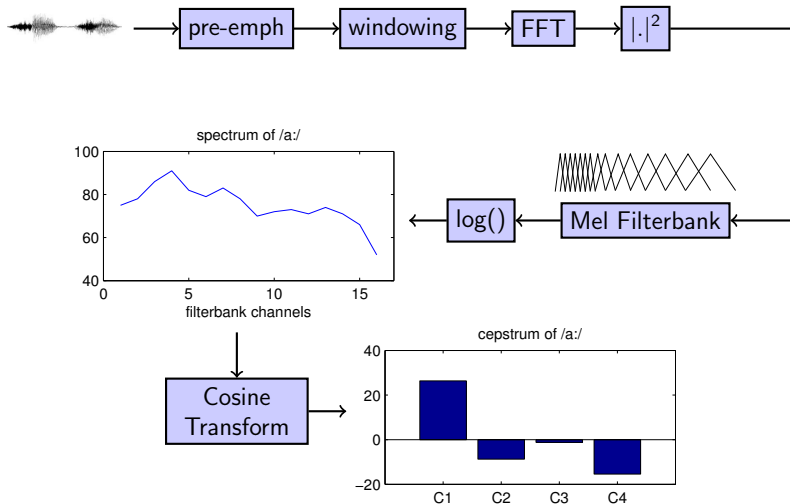 pre-emph
windowing
FFT
|.|²
spectrum of /a:/
100
80
60
40
0
5
10
15
filterbank channels
log()
Mel Filterbank
Cosine
Transform
cepstrum of /a:/
40
20
0
−20
C1
C2
C3
C4